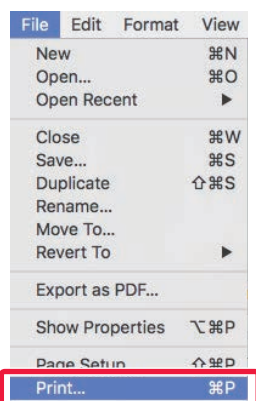 File Edit Format View
New ⌘N
Open... ⌘O
Open Recent ▶
Close ⌘W
Save... ⌘S
Duplicate ⇧⌘S
Rename...
Move To...
Revert To ▶
Export as PDF...
Show Properties ⌥⌘P
Page Setup ⇧⌘P
Print... ⌘P